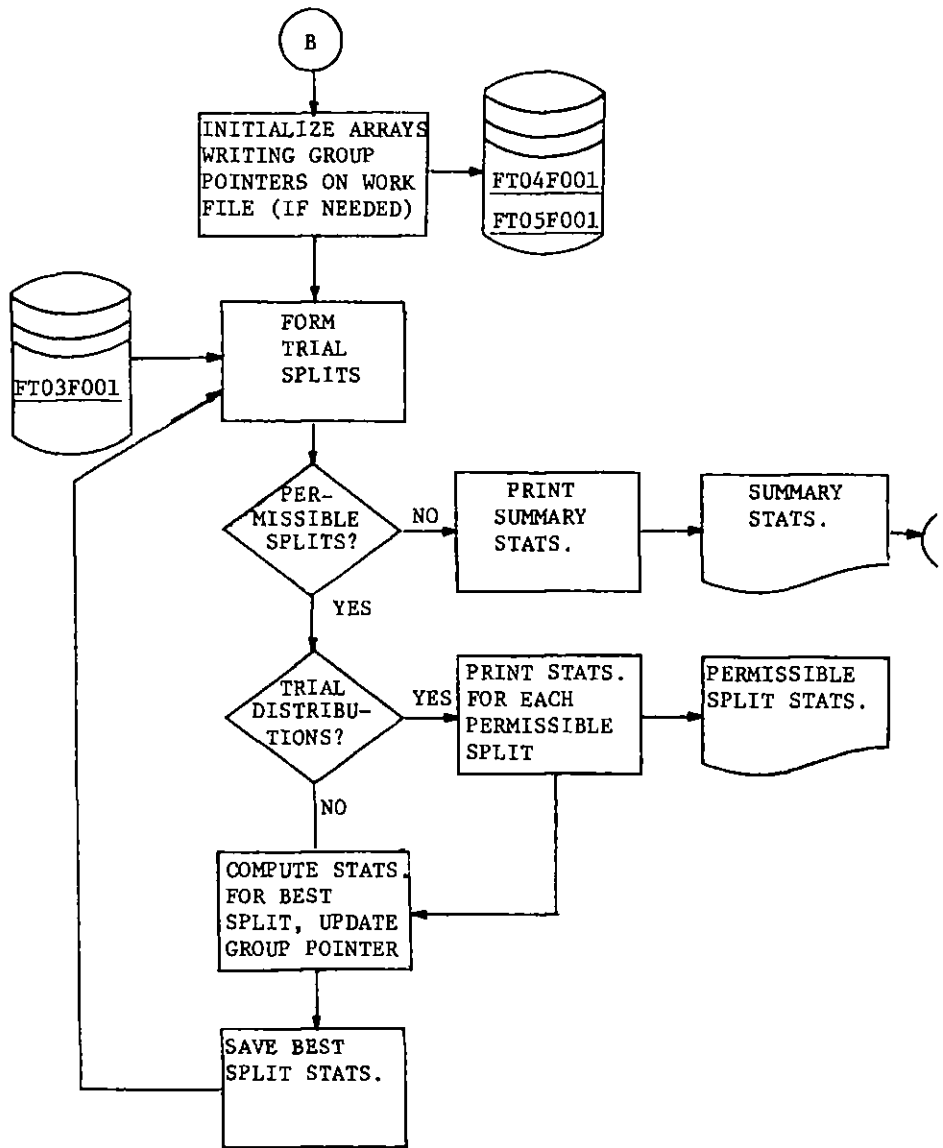 B
INITIALIZE ARRAYS
WRITING GROUP
POINTERS ON WORK
FILE (IF NEEDED)
FT04F001
FT05F001
FORM
TRIAL
SPLITS
FT03F001
PER-
MISSIBLE
SPLITS?
NO
PRINT
SUMMARY
STATS.
SUMMARY
STATS.
YES
TRIAL
DISTRIBU-
TIONS?
YES
PRINT STATS.
FOR EACH
PERMISSIBLE
SPLIT
PERMISSIBLE
SPLIT STATS.
NO
COMPUTE STATS.
FOR BEST
SPLIT, UPDATE
GROUP POINTER
SAVE BEST
SPLIT STATS.